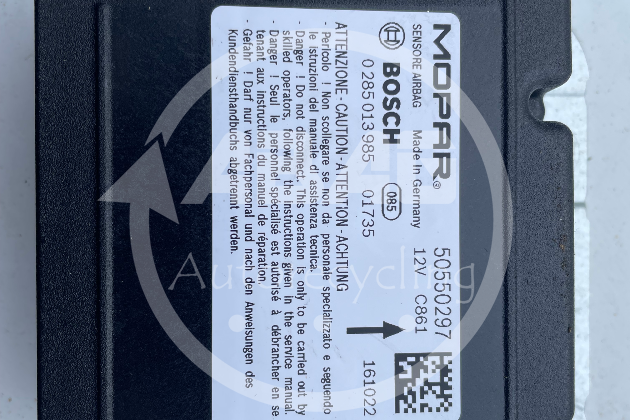 MOPAR® 50550297
SENSORE AIRBAG Made In Germany 12V C861
BOSCH 085
0 285 013 985 01735 161022
ATTENZIONE - CAUTION - ATTENTION - ACHTUNG
- Pericolo ! Non scollegare se non da personale specializzato e seguendo
le istruzioni del manuale di assistenza tecnica.
- Danger ! Do not disconnect. This operation is only to be carried out by
skilled operators, following the instructions given in the service manual.
- Danger ! Seul le personnel spécialisé est autorisé à débrancher en se
tenant aux instructions du manuel de réparation.
- Gefahr ! Darf nur von Fachpersonal und nach den Anweisungen des
Kundendiensthandbuchs abgetrennt werden.